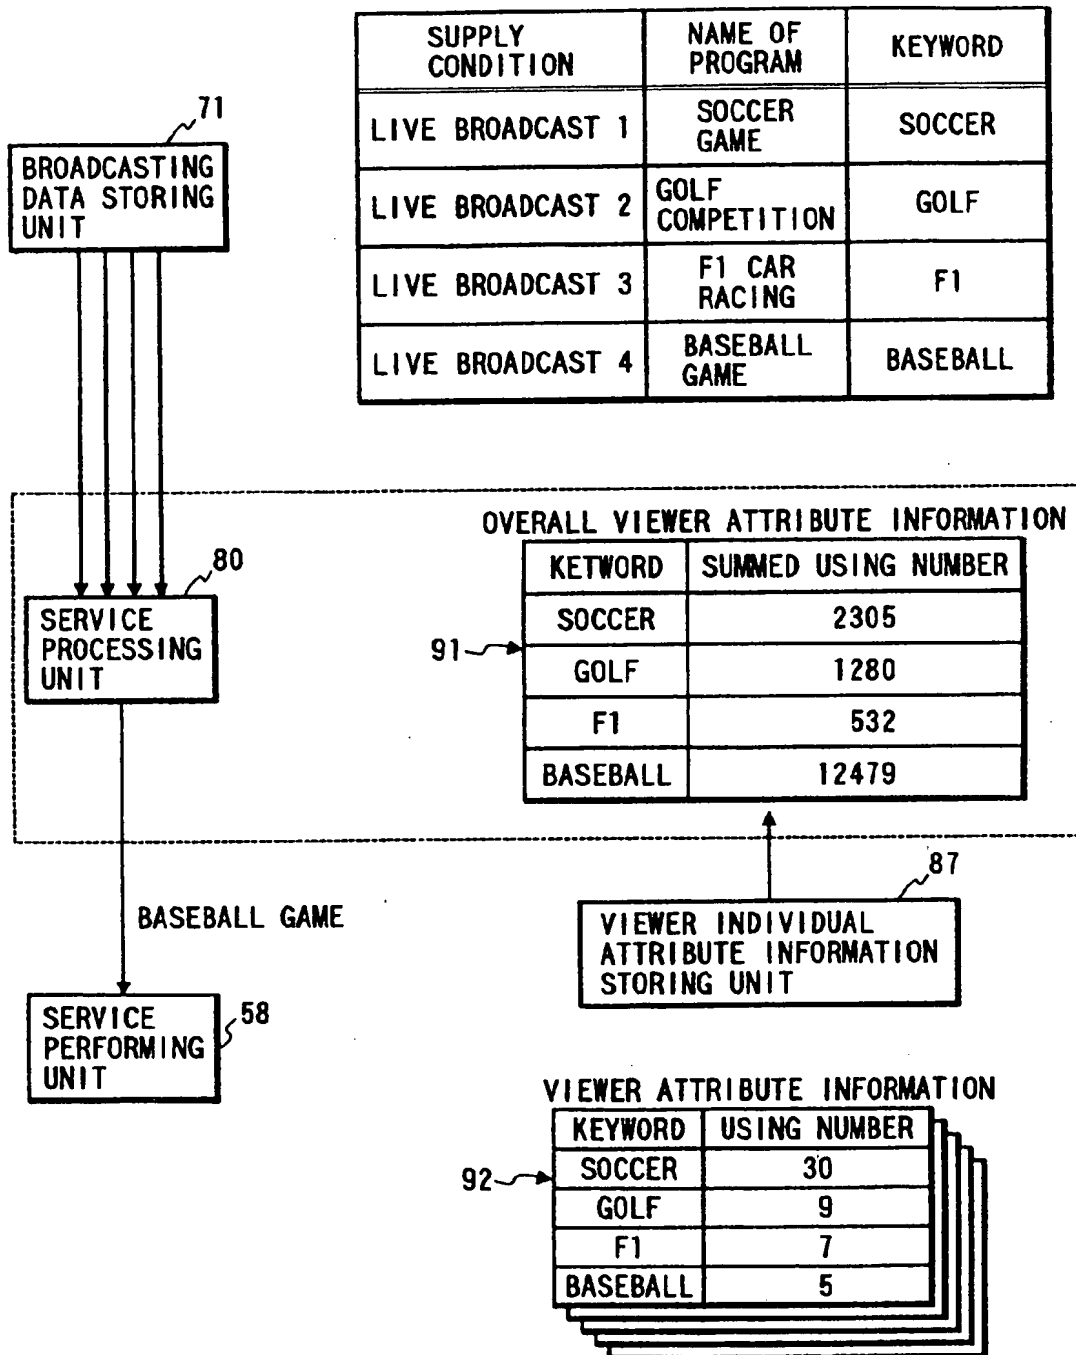 SUPPLY CONDITION
NAME OF PROGRAM
KEYWORD
LIVE BROADCAST 1
SOCCER GAME
SOCCER
LIVE BROADCAST 2
GOLF COMPETITION
GOLF
LIVE BROADCAST 3
F1 CAR RACING
F1
LIVE BROADCAST 4
BASEBALL GAME
BASEBALL
71
BROADCASTING
DATA STORING
UNIT
80
SERVICE
PROCESSING
UNIT
OVERALL VIEWER ATTRIBUTE INFORMATION
KETWORD SUMMED USING NUMBER
SOCCER 2305
91
GOLF 1280
F1 532
BASEBALL 12479
BASEBALL GAME
87
VIEWER INDIVIDUAL
ATTRIBUTE INFORMATION
STORING UNIT
SERVICE
PERFORMING
UNIT
58
VIEWER ATTRIBUTE INFORMATION
KEYWORD USING NUMBER
92
SOCCER 30
GOLF 9
F1 7
BASEBALL 5